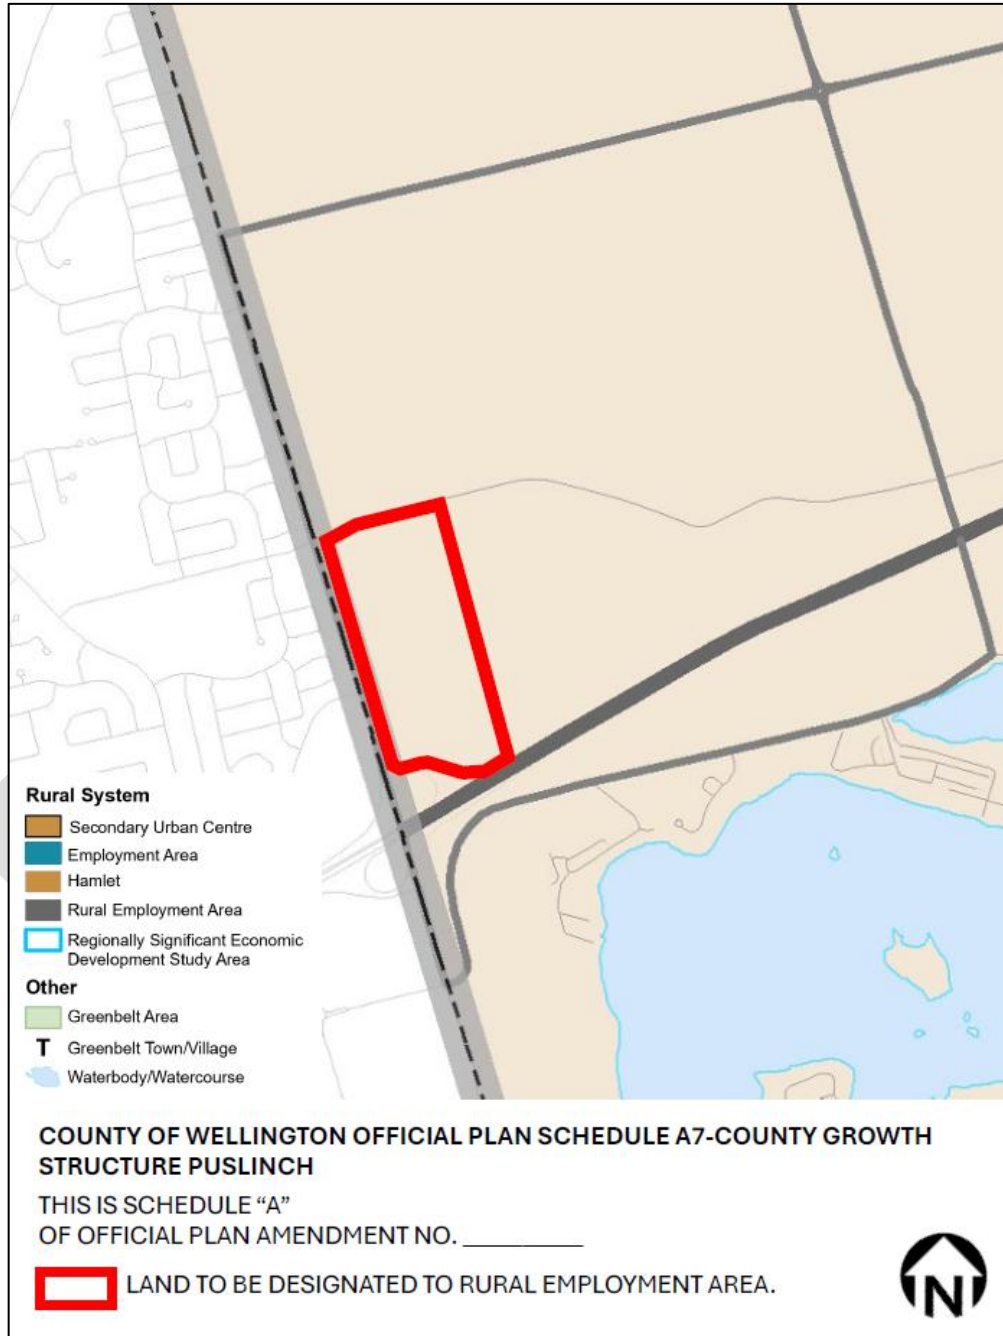 Rural System
Secondary Urban Centre
Employment Area
Hamlet
Rural Employment Area
Regionally Significant Economic
Development Study Area
Other
Greenbelt Area
T Greenbelt Town/Village
Waterbody/Watercourse
COUNTY OF WELLINGTON OFFICIAL PLAN SCHEDULE A7-COUNTY GROWTH
STRUCTURE PUSLINCH
THIS IS SCHEDULE “A”
OF OFFICIAL PLAN AMENDMENT NO. __________
LAND TO BE DESIGNATED TO RURAL EMPLOYMENT AREA.
N